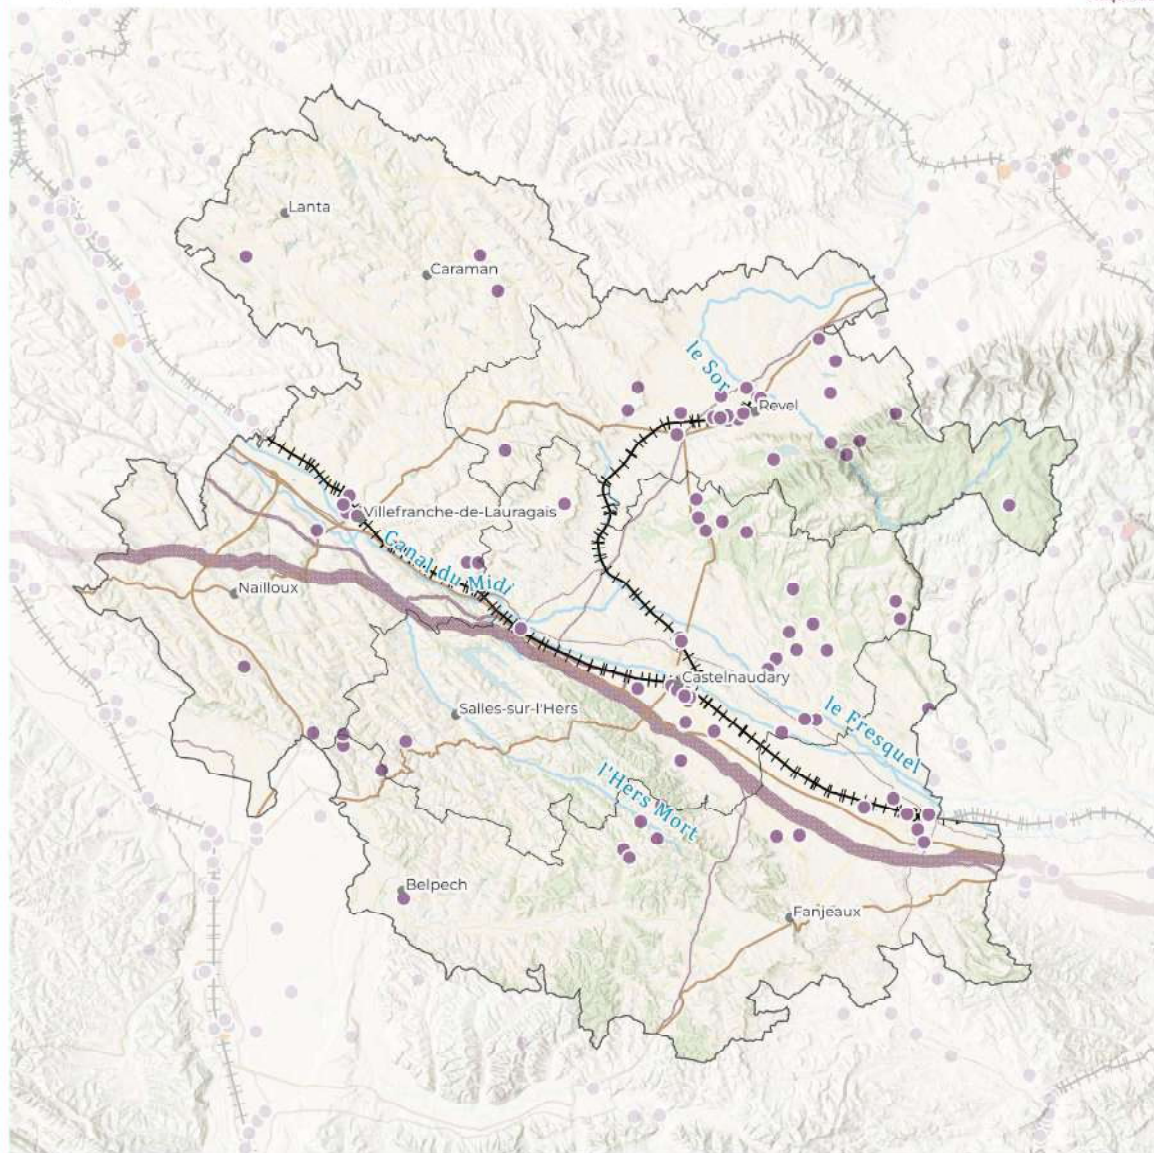 Lanta
Caraman
le Sor
Revel
Villefranche-de-Lauragais
Canal du Midi
Nailloux
Castelnaudary
Salles-sur-l'Hers
le Fresquel
l'Hers Mort
Belpech
Fanjeaux